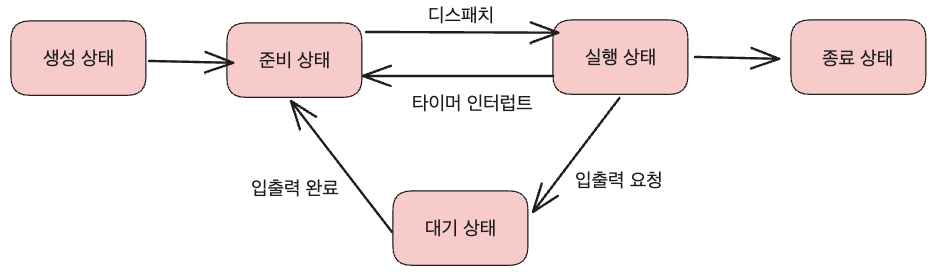 디스패치
생성 상태
준비 상태
실행 상태
종료 상태
타이머 인터럽트
입출력 완료
입출력 요청
대기 상태